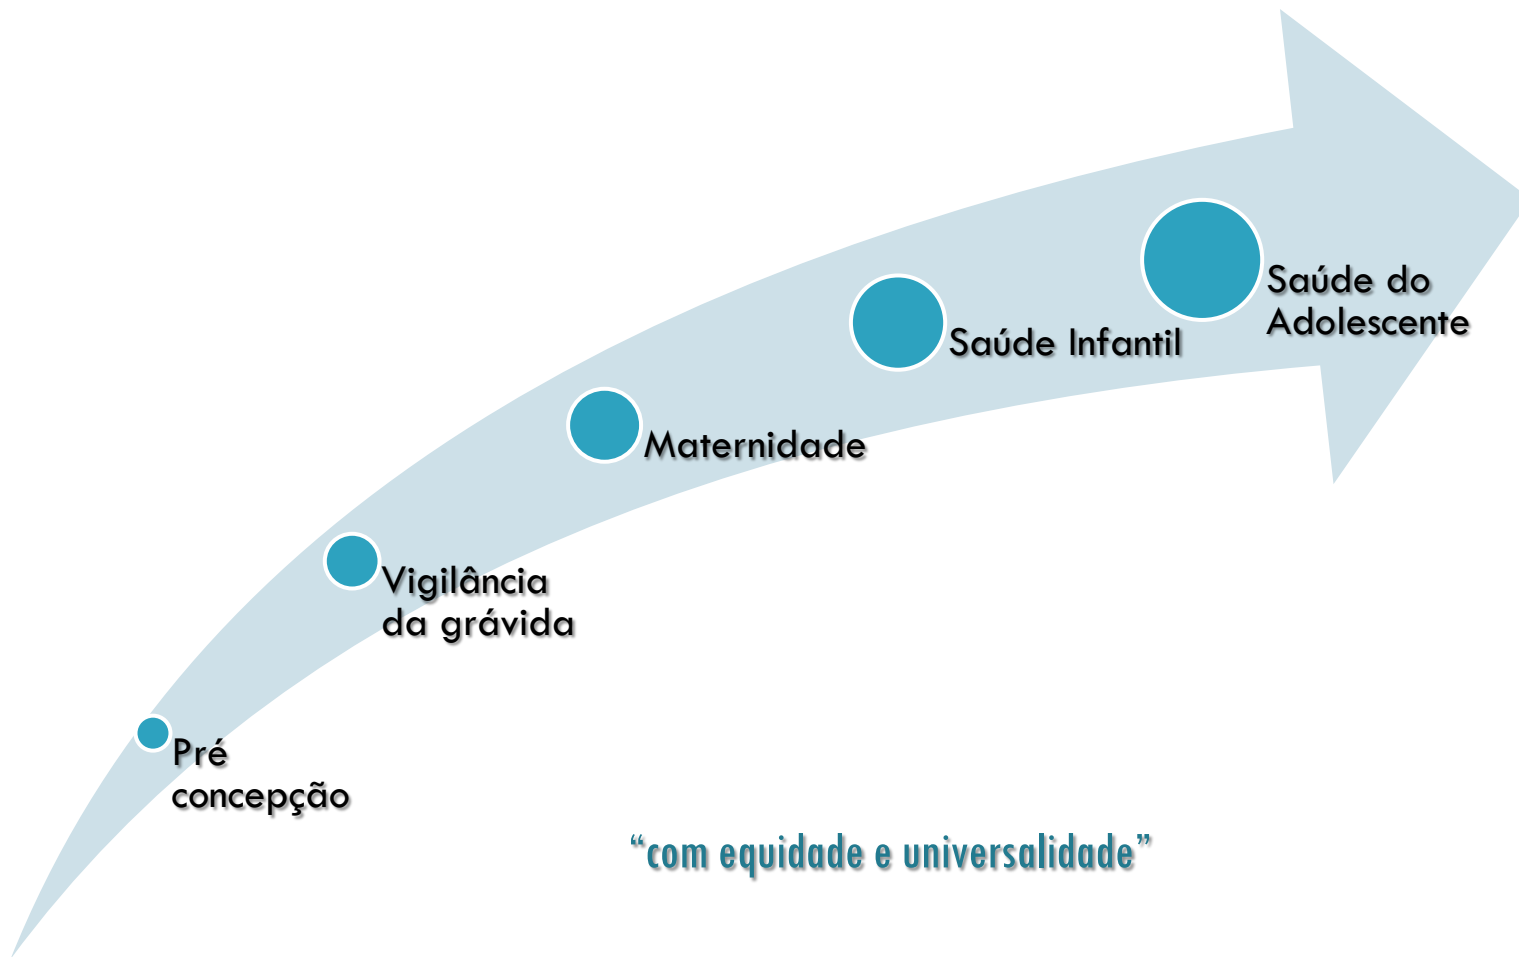 Saúde do
Adolescente
Saúde Infantil
Maternidade
Vigilância
da grávida
Pré
concepção
“com equidade e universalidade”